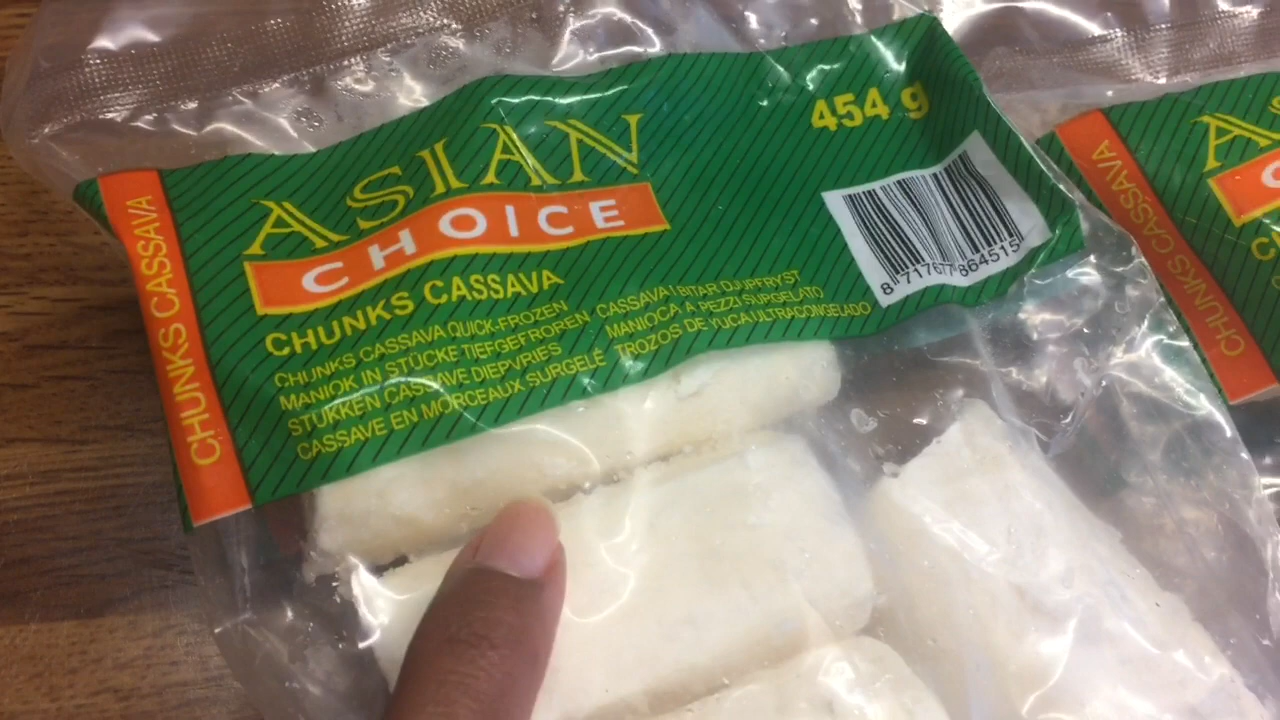 ASIAN
CHOICE
454 g
CHUNKS CASSAVA
CHUNKS CASSAVA
CHUNKS CASSAVA QUICK-FROZEN
MANIOK IN STÜCKE TIEFGEFROREN
STUKKEN CASSAVE DIEPVRIES
CASSAVE EN MORCEAUX SURGELÉ
CASSAVA I BITAR DJUPFRYST
MANIOCA A PEZZI SURGELATO
TROZOS DE YUCA ULTRACONGELADO
8 717677 864515
CHUNKS CASSAVA